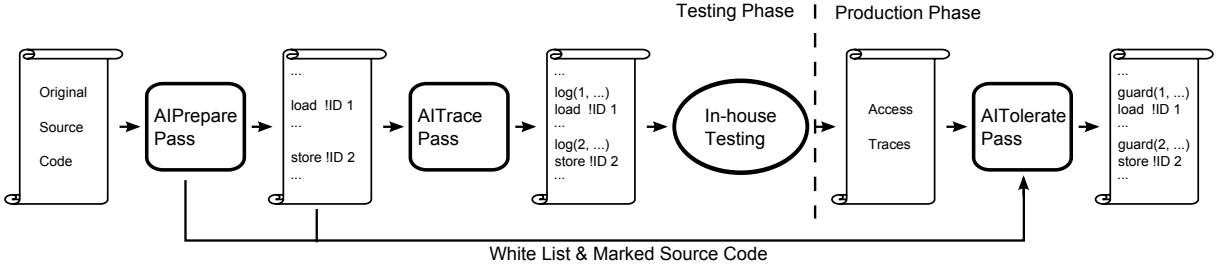 Testing Phase
Production Phase
Original
Source
Code
AIPrepare
Pass
...
load !ID 1
...
store !ID 2
...
AITrace
Pass
...
log(1, ...)
load !ID 1
...
log(2, ...)
store !ID 2
...
In-house
Testing
Access
Traces
AITolerate
Pass
...
guard(1, ...)
load !ID 1
...
guard(2, ...)
store !ID 2
...
White List & Marked Source Code